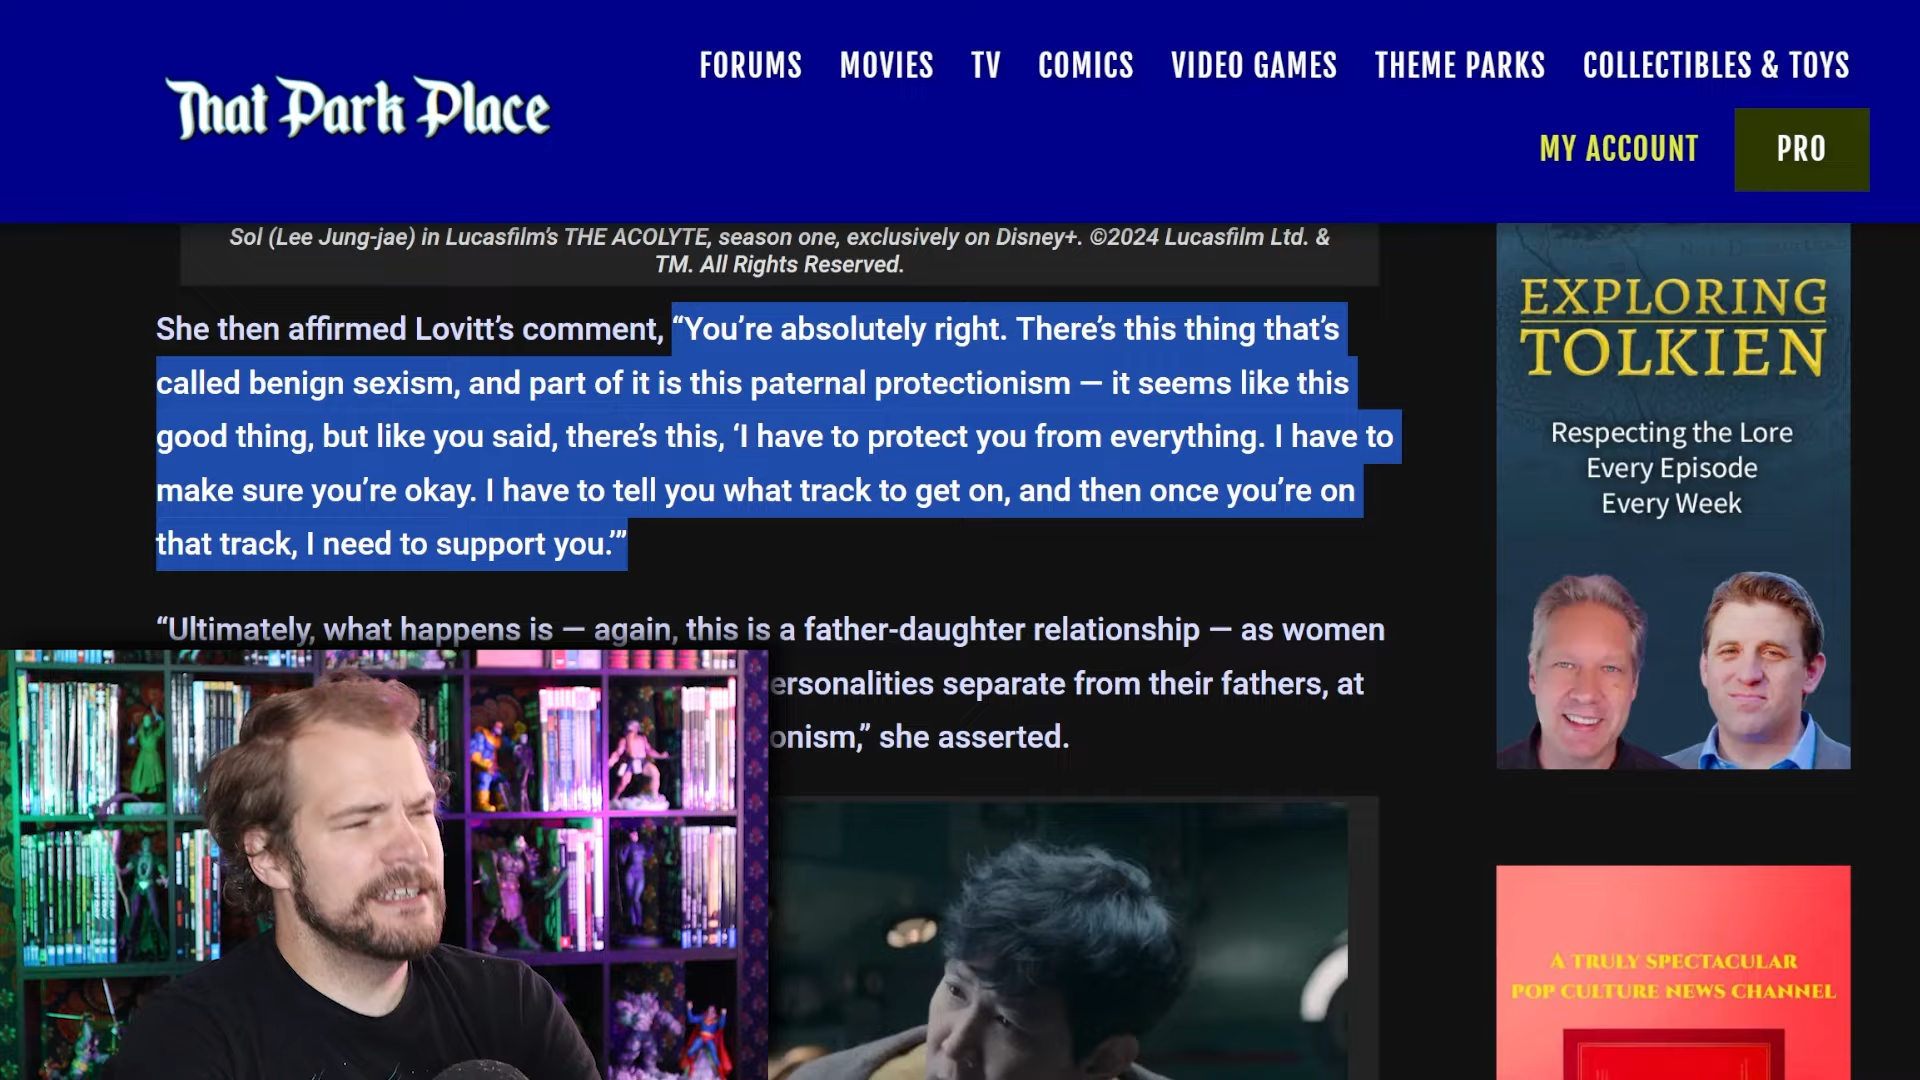 That Park Place
FORUMS MOVIES TV COMICS VIDEO GAMES THEME PARKS COLLECTIBLES & TOYS
MY ACCOUNT PRO
Sol (Lee Jung-jae) in Lucasfilm’s THE ACOLYTE, season one, exclusively on Disney+. ©2024 Lucasfilm Ltd. &
TM. All Rights Reserved.
She then affirmed Lovitt’s comment, “You’re absolutely right. There’s this thing that’s
called benign sexism, and part of it is this paternal protectionism — it seems like this
good thing, but like you said, there’s this, ‘I have to protect you from everything. I have to
make sure you’re okay. I have to tell you what track to get on, and then once you’re on
that track, I need to support you.’”
“Ultimately, what happens is — again, this is a father-daughter relationship — as women
ersonalities separate from their fathers, at
onism,” she asserted.
EXPLORING
TOLKIEN
Respecting the Lore
Every Episode
Every Week
A TRULY SPECTACULAR
POP CULTURE NEWS CHANNEL